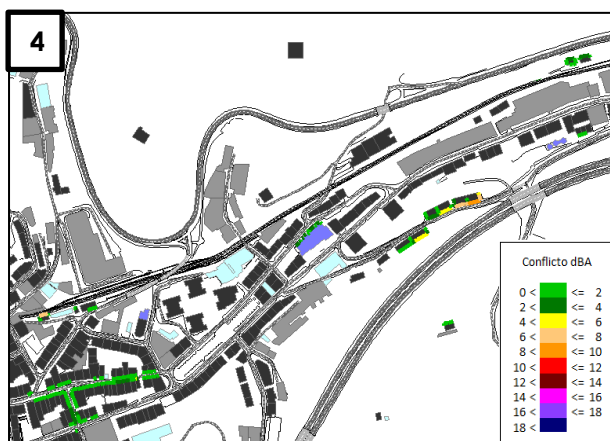 4
Conflicto dBA
0 < <= 2
2 < <= 4
4 < <= 6
6 < <= 8
8 < <= 10
10 < <= 12
12 < <= 14
14 < <= 16
16 < <= 18
18 <